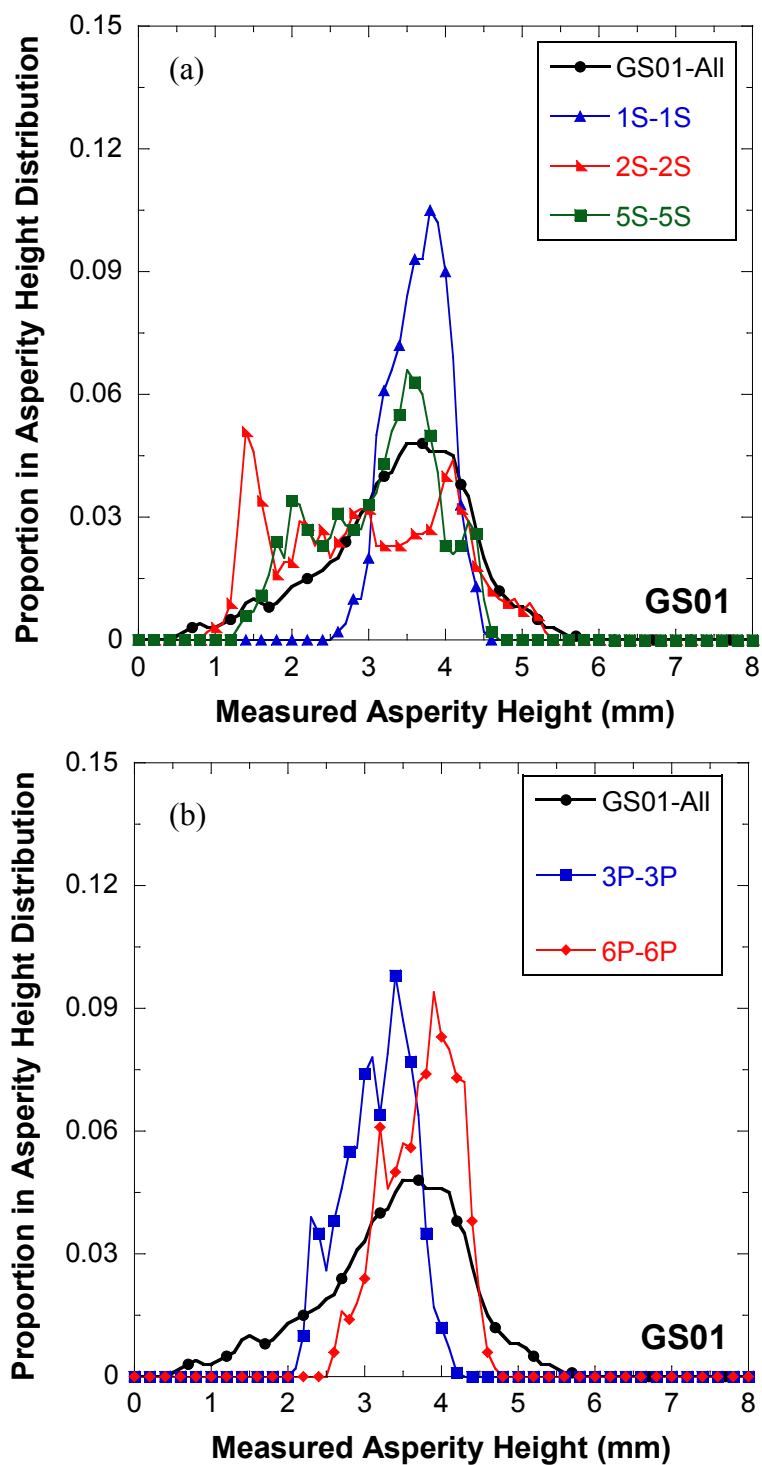 0.15
(a)
GS01-All
1S-1S
2S-2S
5S-5S
0.12
0.09
0.06
0.03
0
Proportion in Asperity Height Distribution
GS01
0 1 2 3 4 5 6 7 8
Measured Asperity Height (mm)
0.15
(b)
GS01-All
3P-3P
6P-6P
0.12
0.09
0.06
0.03
0
Proportion in Asperity Height Distribution
GS01
0 1 2 3 4 5 6 7 8
Measured Asperity Height (mm)